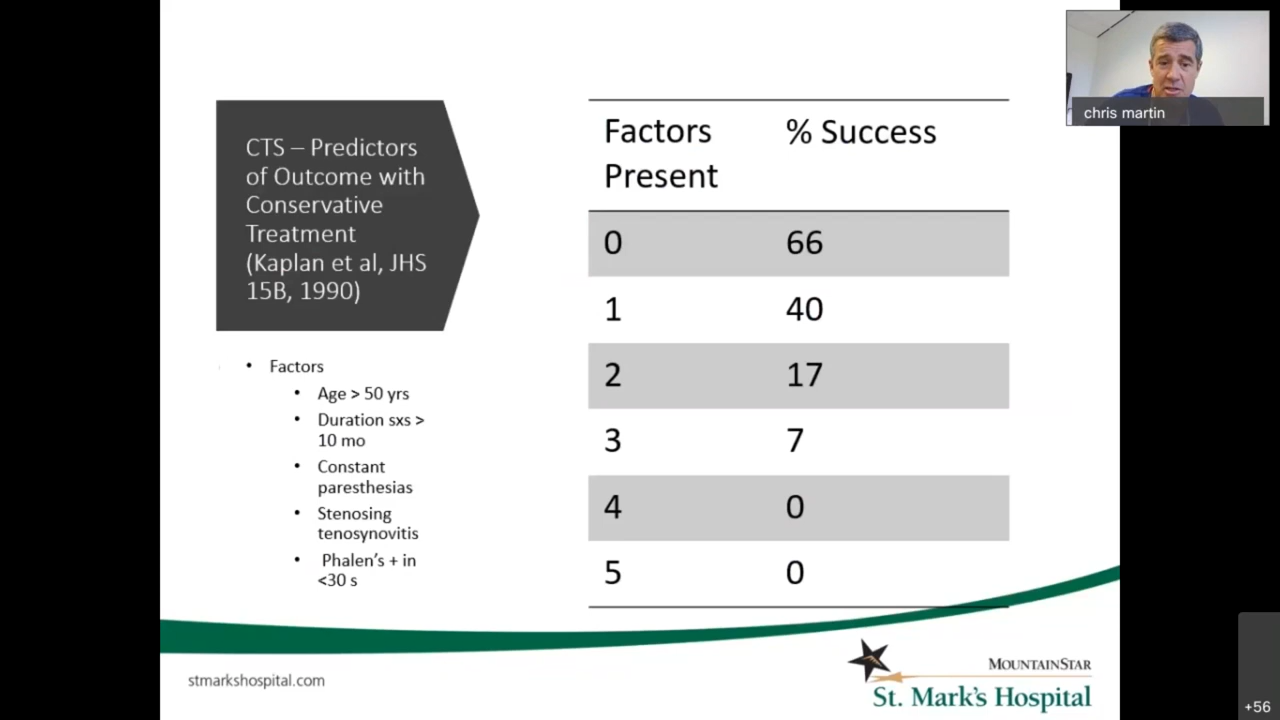 CTS – Predictors
of Outcome with
Conservative
Treatment
(Kaplan et al, JHS
15B, 1990)
• Factors
• Age > 50 yrs
• Duration sxs >
10 mo
• Constant
paresthesias
• Stenosing
tenosynovitis
• Phalen’s + in
<30 s
Factors
Present
% Success
0 66
1 40
2 17
3 7
4 0
5 0
chris martin
stmarkshospital.com
MountainStar
St. Mark's Hospital
+56